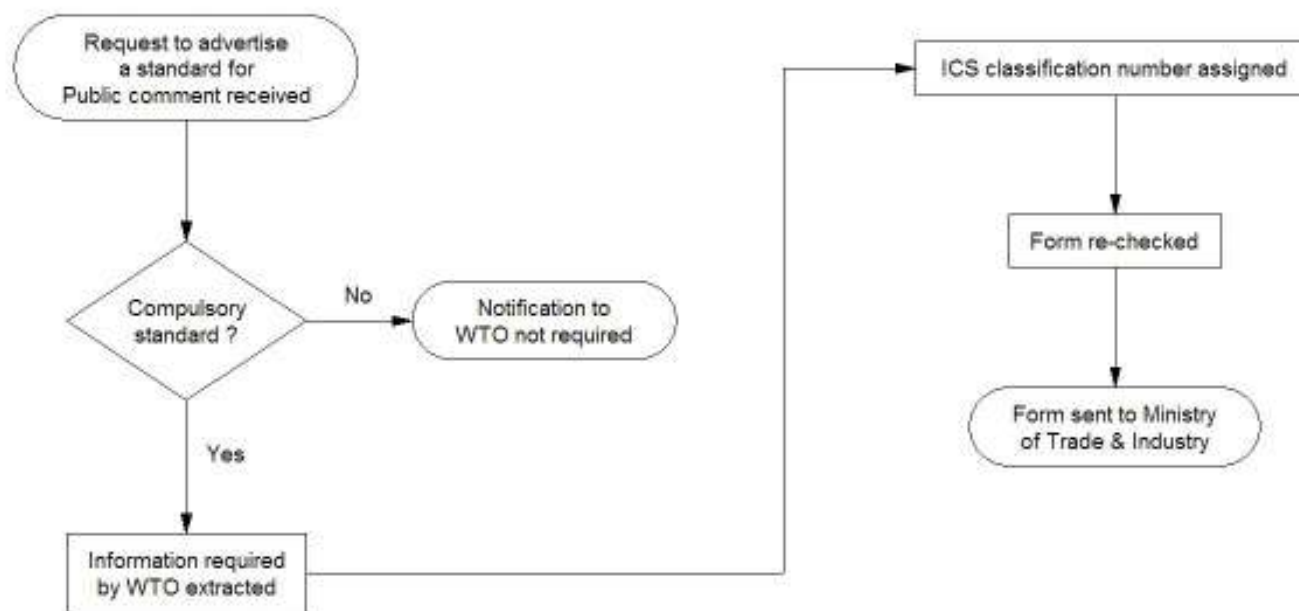 Request to advertise
a standard for
Public comment received
Compulsory
standard ?
No
Notification to
WTO not required
Yes
Information required
by WTO extracted
ICS classification number assigned
Form re-checked
Form sent to Ministry
of Trade & Industry